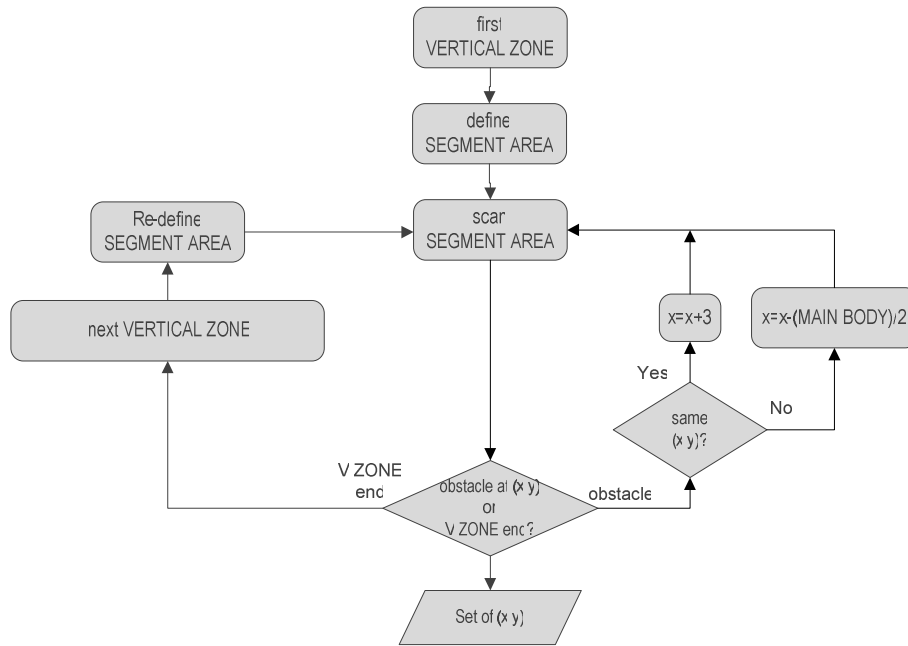 first
VERTICAL ZONE
define
SEGMENT AREA
scan
SEGMENT AREA
Re-define
SEGMENT AREA
next VERTICAL ZONE
x=x+3
x=x-(MAIN BODY)/2
Yes
No
same
(x y)?
V ZONE
end
obstacle at (x y)
or
V ZONE end?
obstacle
Set of (x y)